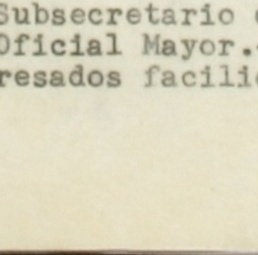 Subsecretario
Oficial Mayor.-
resados facili